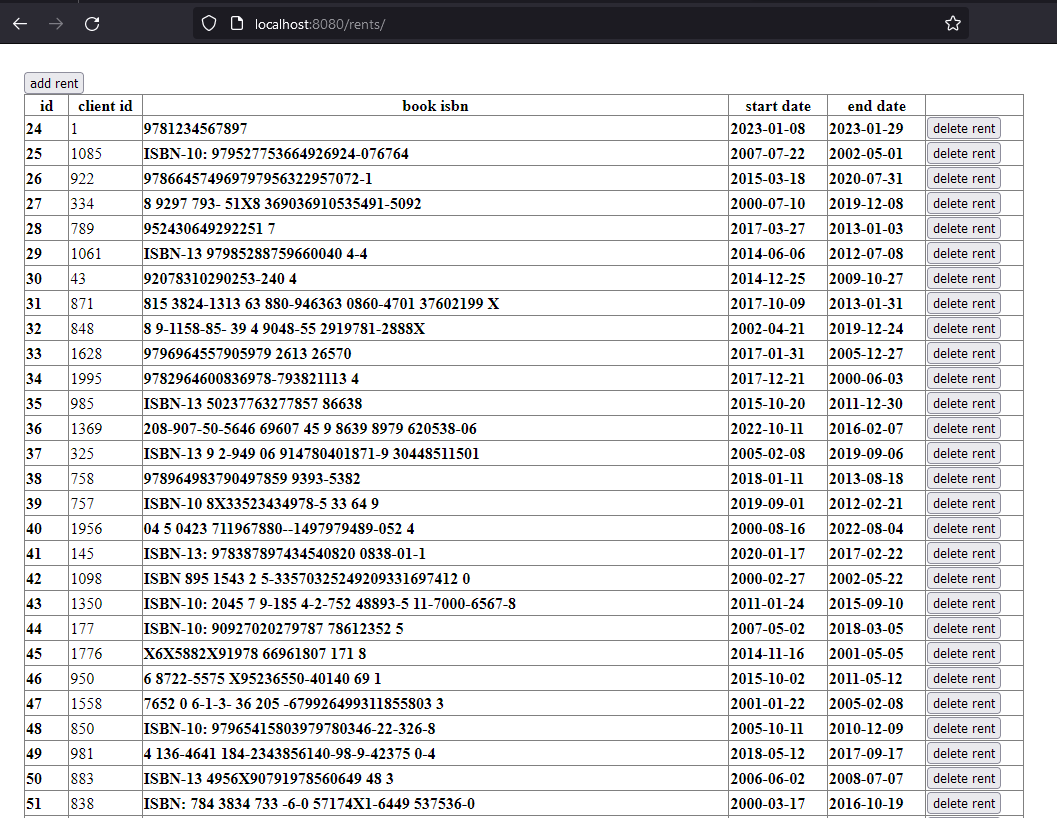 localhost:8080/rents/
add rent
id client id book isbn start date end date
24 1 9781234567897 2023-01-08 2023-01-29 delete rent
25 1085 ISBN-10: 979527753664926924-076764 2007-07-22 2002-05-01 delete rent
26 922 978664574969797956322957072-1 2015-03-18 2020-07-31 delete rent
27 334 8 9297 793- 51X8 369036910535491-5092 2000-07-10 2019-12-08 delete rent
28 789 952430649292251 7 2017-03-27 2013-01-03 delete rent
29 1061 ISBN-13 97985288759660040 4-4 2014-06-06 2012-07-08 delete rent
30 43 92078310290253-240 4 2014-12-25 2009-10-27 delete rent
31 871 815 3824-1313 63 880-946363 0860-4701 37602199 X 2017-10-09 2013-01-31 delete rent
32 848 8 9-1158-85- 39 4 9048-55 2919781-2888X 2002-04-21 2019-12-24 delete rent
33 1628 9796964557905979 2613 26570 2017-01-31 2005-12-27 delete rent
34 1995 9782964600836978-793821113 4 2017-12-21 2000-06-03 delete rent
35 985 ISBN-13 50237763277857 86638 2015-10-20 2011-12-30 delete rent
36 1369 208-907-50-5646 69607 45 9 8639 8979 620538-06 2022-10-11 2016-02-07 delete rent
37 325 ISBN-13 9 2-949 06 914780401871-9 30448511501 2005-02-08 2019-09-06 delete rent
38 758 978964983790497859 9393-5382 2018-01-11 2013-08-18 delete rent
39 757 ISBN-10 8X33523434978-5 33 64 9 2019-09-01 2012-02-21 delete rent
40 1956 04 5 0423 711967880--1497979489-052 4 2000-08-16 2022-08-04 delete rent
41 145 ISBN-13: 978387897434540820 0838-01-1 2020-01-17 2017-02-22 delete rent
42 1098 ISBN 895 1543 2 5-33570325249209331697412 0 2000-02-27 2002-05-22 delete rent
43 1350 ISBN-10: 2045 7 9-185 4-2-752 48893-5 11-7000-6567-8 2011-01-24 2015-09-10 delete rent
44 177 ISBN-10: 90927020279787 78612352 5 2007-05-02 2018-03-05 delete rent
45 1776 X6X5882X91978 66961807 171 8 2014-11-16 2001-05-05 delete rent
46 950 6 8722-5575 X95236550-40140 69 1 2015-10-02 2011-05-12 delete rent
47 1558 7652 0 6-1-3- 36 205 -679926499311855803 3 2001-01-22 2005-02-08 delete rent
48 850 ISBN-10: 97965415803979780346-22-326-8 2005-10-11 2010-12-09 delete rent
49 981 4 136-4641 184-2343856140-98-9-42375 0-4 2018-05-12 2017-09-17 delete rent
50 883 ISBN-13 4956X90791978560649 48 3 2006-06-02 2008-07-07 delete rent
51 838 ISBN: 784 3834 733 -6-0 57174X1-6449 537536-0 2000-03-17 2016-10-19 delete rent